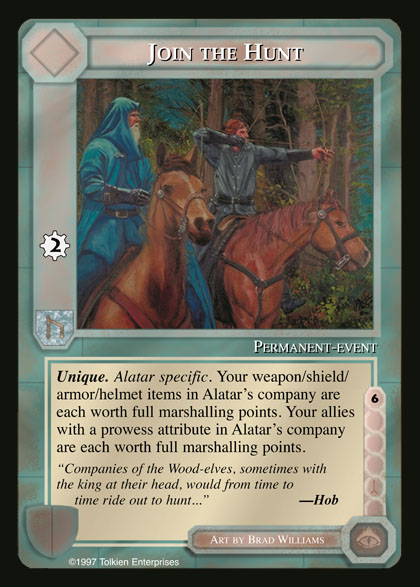 Join the Hunt
2
Permanent-event
Unique. Alatar specific. Your weapon/shield/
armor/helmet items in Alatar's company are
each worth full marshalling points. Your allies
with a prowess attribute in Alatar's company
are each worth full marshalling points.
"Companies of the Wood-elves, sometimes with
the king at their head, would from time to
time ride out to hunt..." —Hob
6
Art by Brad Williams
©1997 Tolkien Enterprises